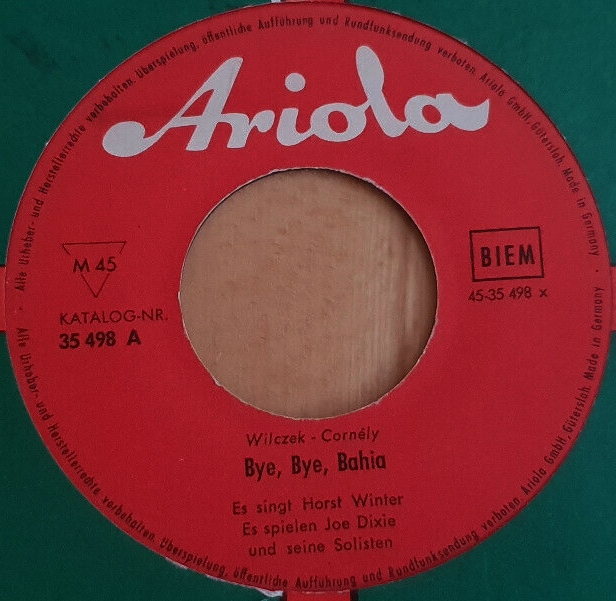 Alle Urheber- und Herstellerrechte vorbehalten. Überspielung, öffentliche Aufführung und Rundfunksendung verboten. Ariola GmbH, Gütersloh. Made in Germany
Ariola
M 45
KATALOG-NR.
35 498 A
BIEM
45-35 498 x
Wilczek - Cornély
Bye, Bye, Bahia
Es singt Horst Winter
Es spielen Joe Dixie
und seine Solisten
Alle Urheber- und Herstellerrechte vorbehalten. Überspielung, öffentliche Aufführung und Rundfunksendung verboten. Ariola GmbH, Gütersloh. Made in Germany